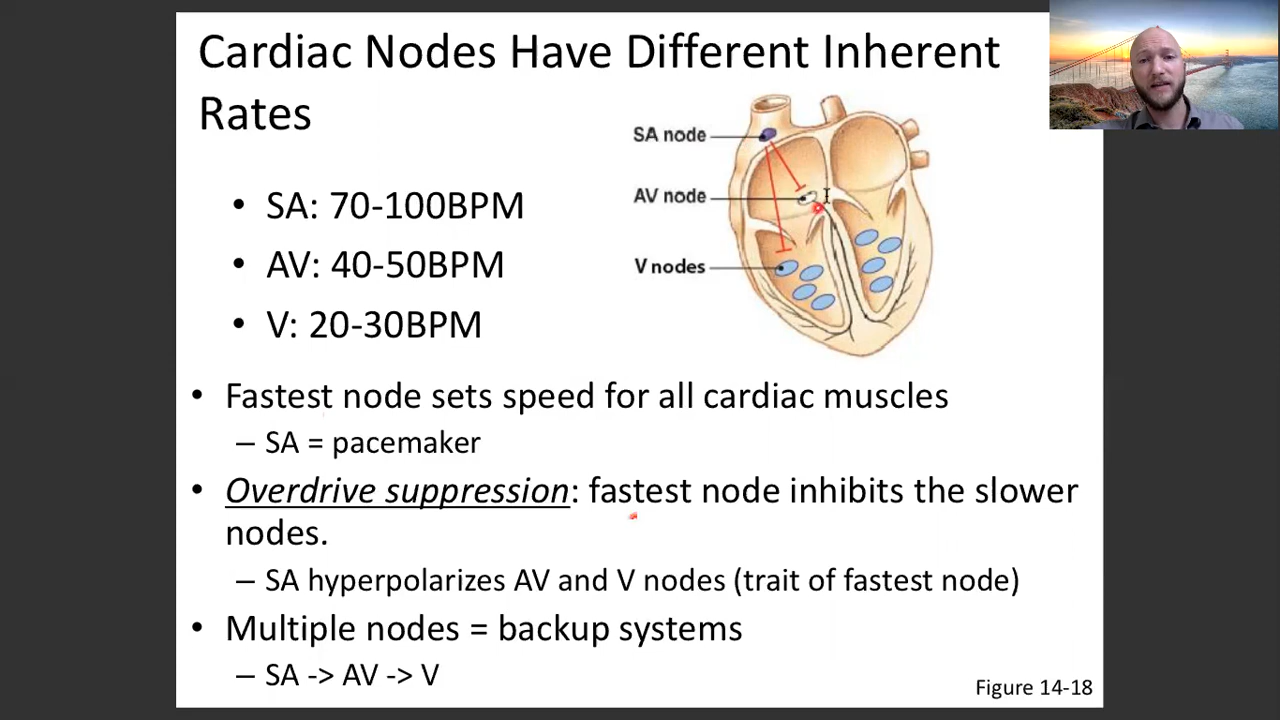 Cardiac Nodes Have Different Inherent
Rates
SA node
AV node
V nodes
• SA: 70-100BPM
• AV: 40-50BPM
• V: 20-30BPM
• Fastest node sets speed for all cardiac muscles
– SA = pacemaker
• Overdrive suppression: fastest node inhibits the slower
nodes.
– SA hyperpolarizes AV and V nodes (trait of fastest node)
• Multiple nodes = backup systems
– SA -> AV -> V
Figure 14-18